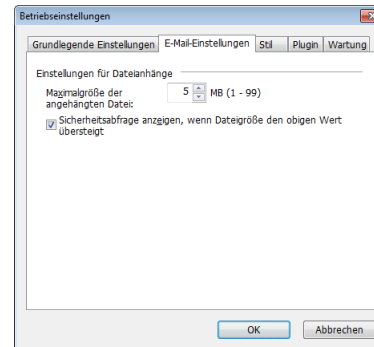 Betriebseinstellungen
Grundlegende Einstellungen E-Mail-Einstellungen Stil Plugin Wartung
Einstellungen für Dateianhänge
Maximalgröße der 5 MB (1 - 99)
angehängten Datei:
Sicherheitsabfrage anzeigen, wenn Dateigröße den obigen Wert
übersteigt
OK Abbrechen